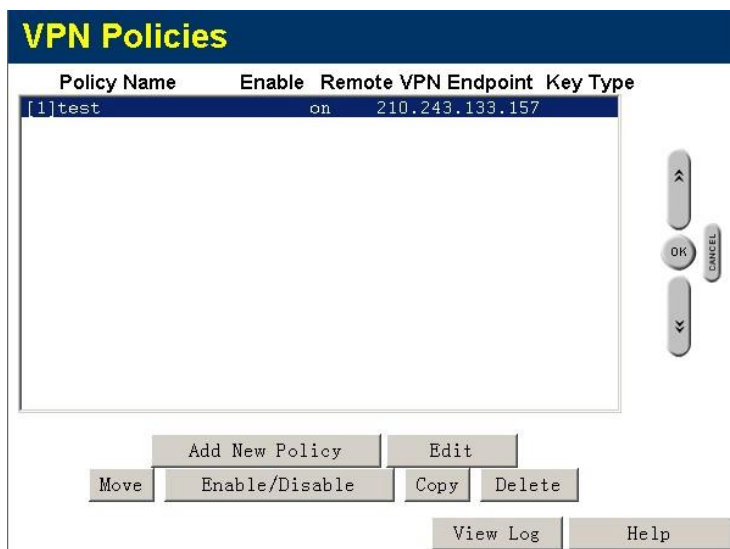 VPN Policies
Policy Name Enable Remote VPN Endpoint Key Type
[1]test on 210.243.133.157
OK
CANCEL
Add New Policy Edit
Move Enable/Disable Copy Delete
View Log Help